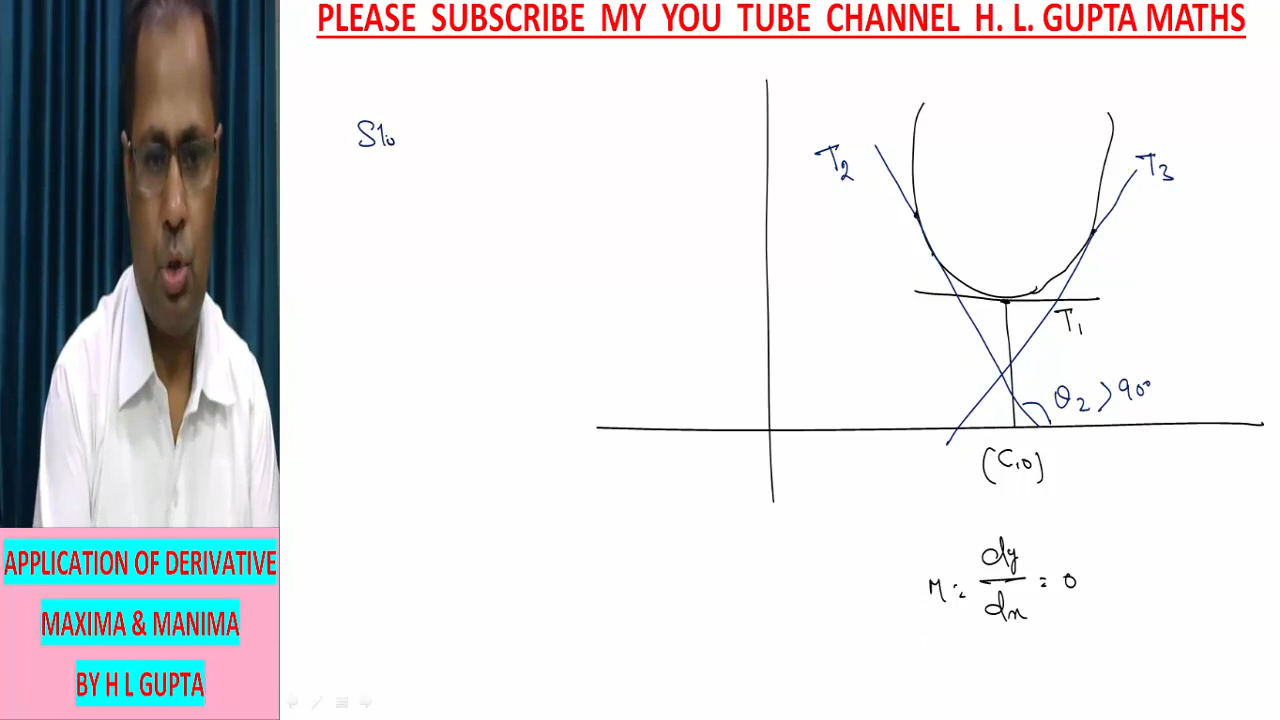 PLEASE SUBSCRIBE MY YOU TUBE CHANNEL H. L. GUPTA MATHS
Slo
T2
T3
T1
θ2 > 90°
(C,0)
M = dy/dx = 0
APPLICATION OF DERIVATIVE
MAXIMA & MANIMA
BY H L GUPTA